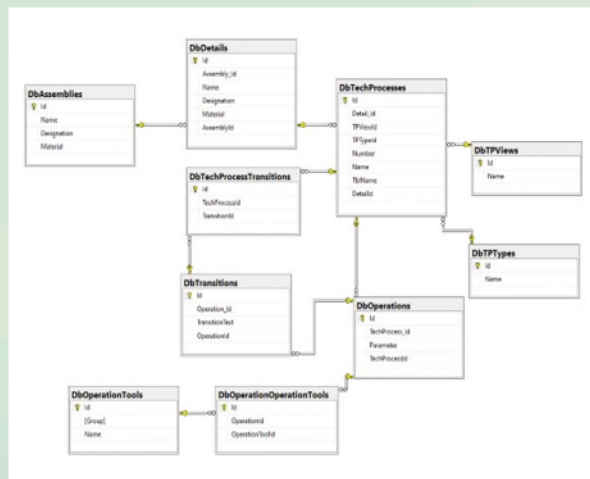 DbDetails
Id
Assembly_Id
Name
Designation
Material
AssemblyId
DbAssemblies
Id
Name
Designation
Material
DbTechProcesses
Id
Detail_Id
TPViewId
TPTypeId
Number
Name
TblName
DetailId
DbTPViews
Id
Name
DbTechProcessTransitions
Id
TechProcessId
TransitionId
DbTPTypes
Id
Name
DbTransitions
Id
Operation_Id
TransitionText
OperationId
DbOperations
Id
TechProcess_Id
Parameter
TechProcessId
DbOperationTools
Id
[Group]
Name
DbOperationOperationTools
Id
OperationId
OperationToolId